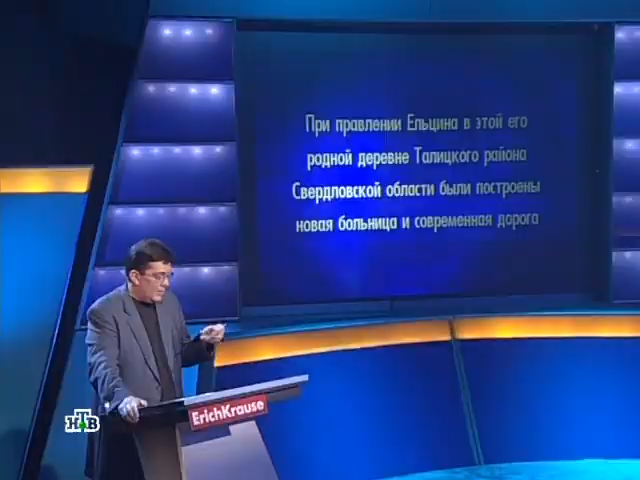 При правлении Ельцина в этой его
родной деревне Талицкого района
Свердловской области были построены
новая больница и современная дорога
ErichKrause
НТВ